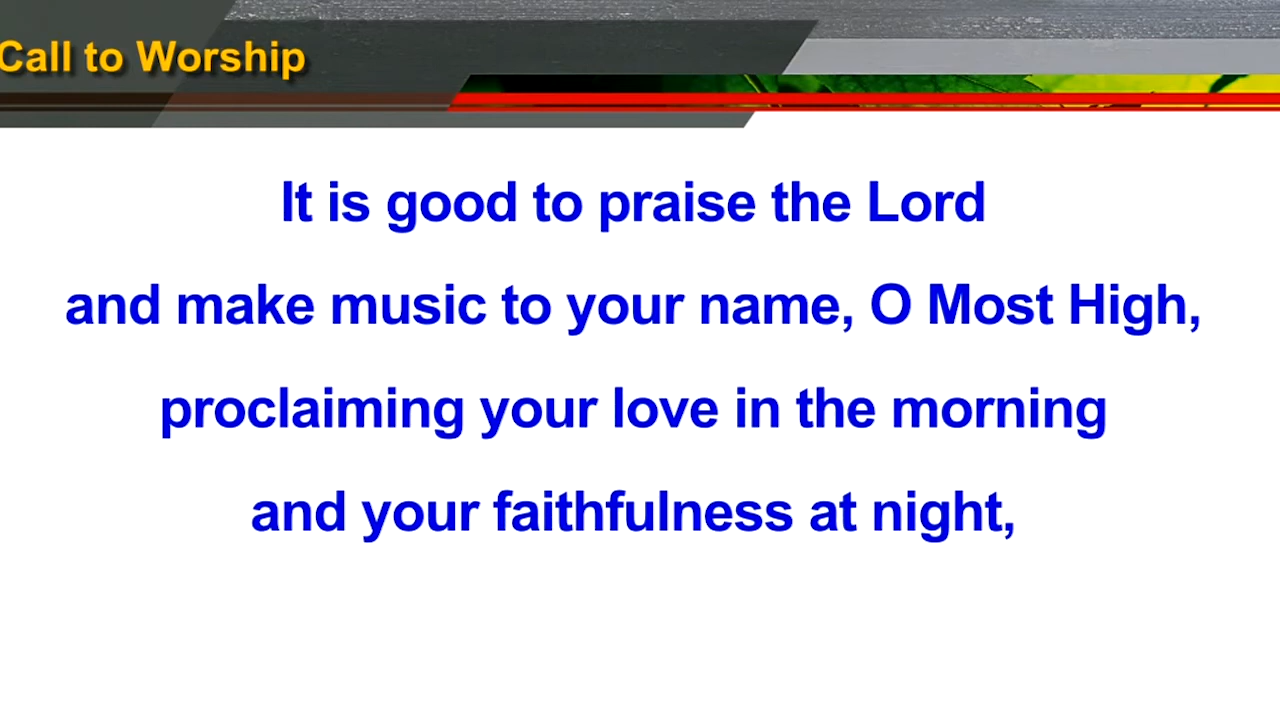 Call to Worship
It is good to praise the Lord
and make music to your name, O Most High,
proclaiming your love in the morning
and your faithfulness at night,